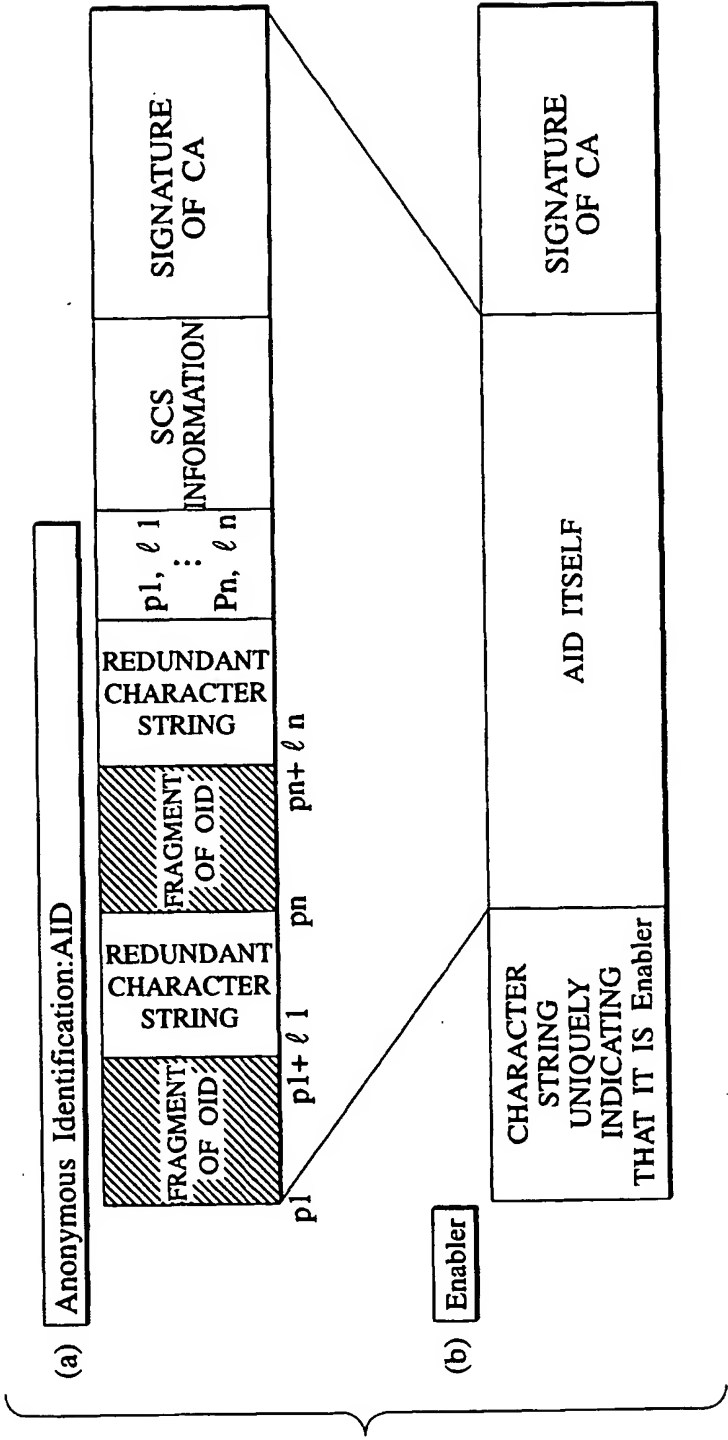 (a) Anonymous Identification:AID
FRAGMENT
OF OID
REDUNDANT
CHARACTER
STRING
FRAGMENT
OF OID
REDUNDANT
CHARACTER
STRING
p1, ℓ 1
⋮
Pn, ℓ n
SCS
INFORMATION
SIGNATURE
OF CA
p1
p1+ ℓ 1
pn
pn+ ℓ n
(b) Enabler
CHARACTER
STRING
UNIQUELY
INDICATING
THAT IT IS Enabler
AID ITSELF
SIGNATURE
OF CA